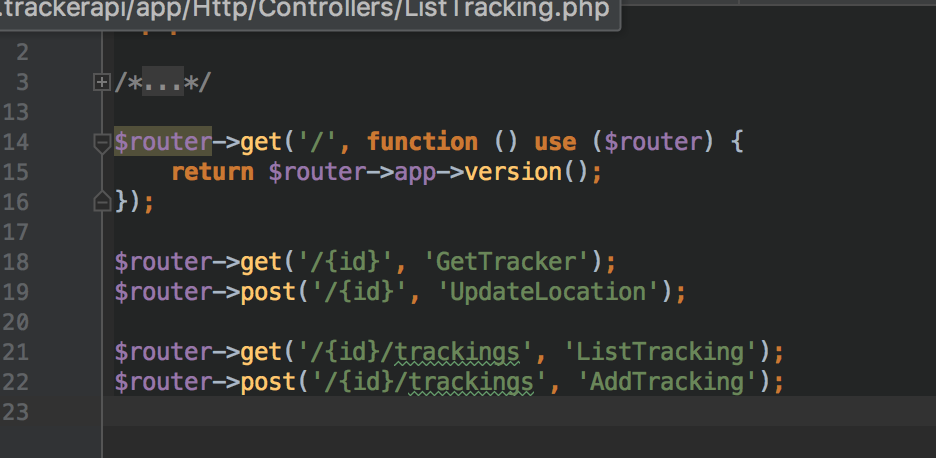 .trackerapi/app/Http/Controllers/ListTracking.php
2
3 /*...*/
13
14 $router->get('/', function () use ($router) {
15     return $router->app->version();
16 });
17
18 $router->get('/{id}', 'GetTracker');
19 $router->post('/{id}', 'UpdateLocation');
20
21 $router->get('/{id}/trackings', 'ListTracking');
22 $router->post('/{id}/trackings', 'AddTracking');
23